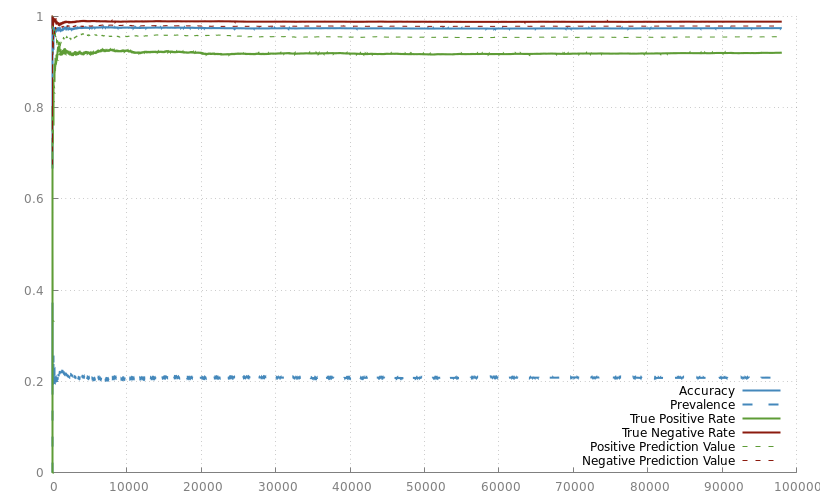 1
0.8
0.6
0.4
0.2
0
Accuracy
Prevalence
True Positive Rate
True Negative Rate
Positive Prediction Value
Negative Prediction Value
0 10000 20000 30000 40000 50000 60000 70000 80000 90000 100000